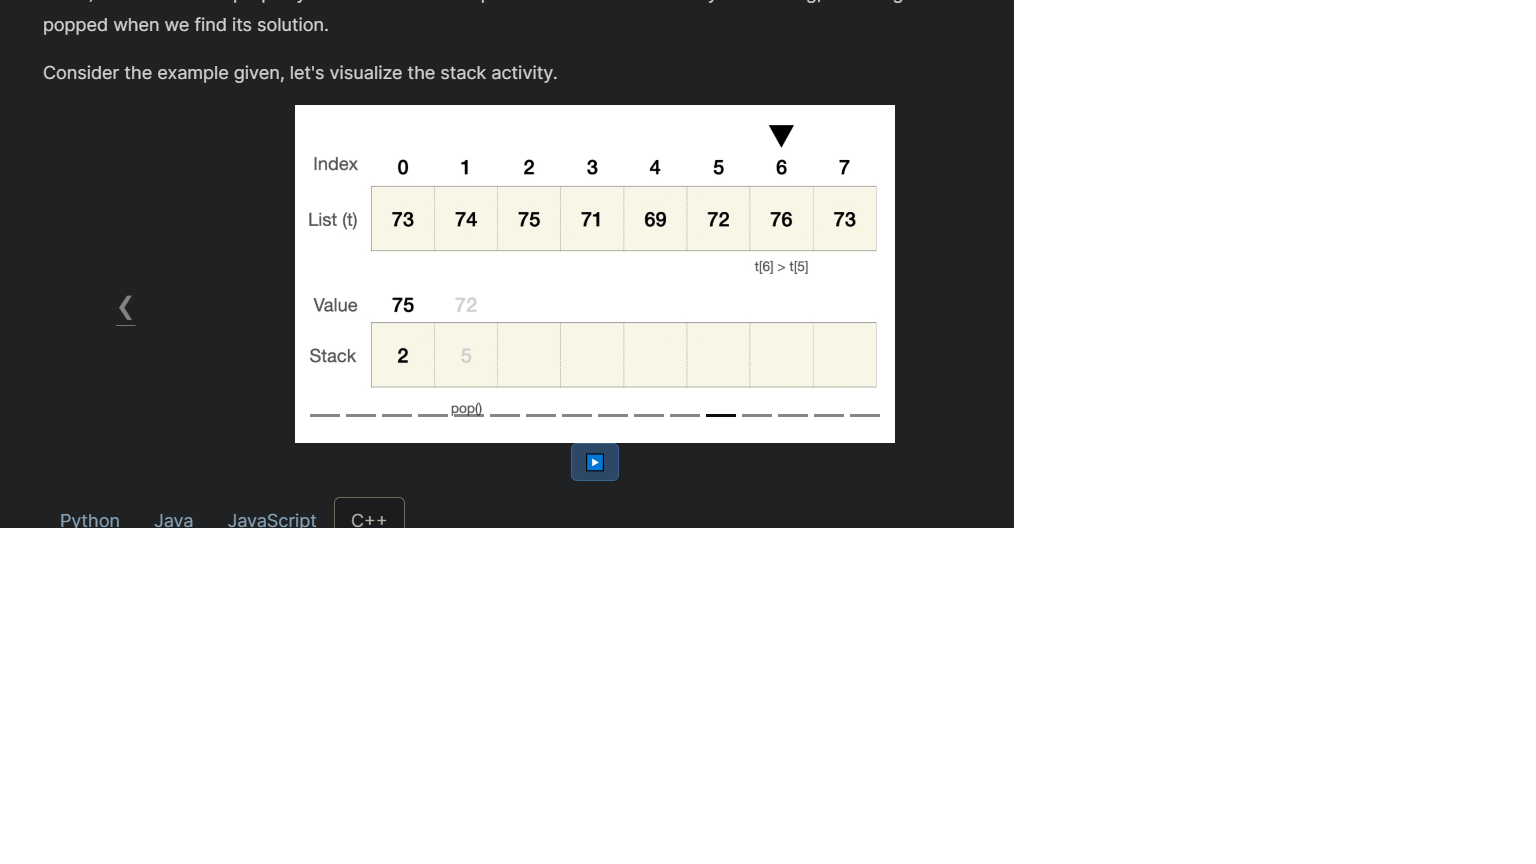 popped when we find its solution.
Consider the example given, let's visualize the stack activity.
Index 0 1 2 3 4 5 6 7
List (t) 73 74 75 71 69 72 76 73
t[6] > t[5]
Value 75 72
Stack 2 5
pop()
Python Java JavaScript C++